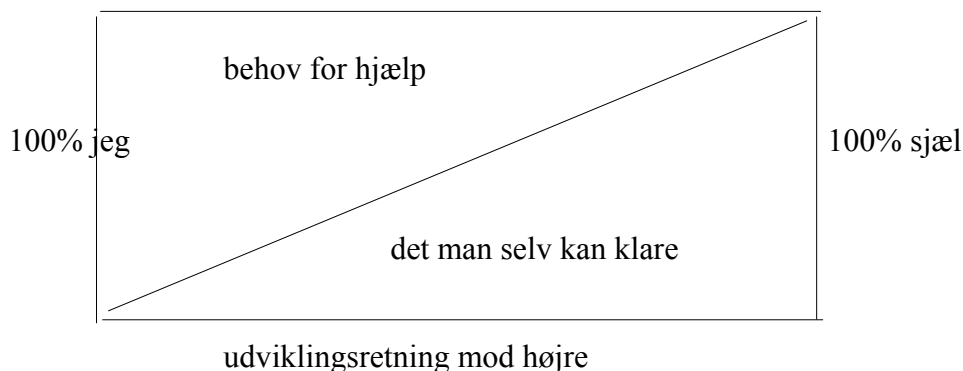 behov for hjælp
100% jeg
100% sjæl
det man selv kan klare
udviklingsretning mod højre